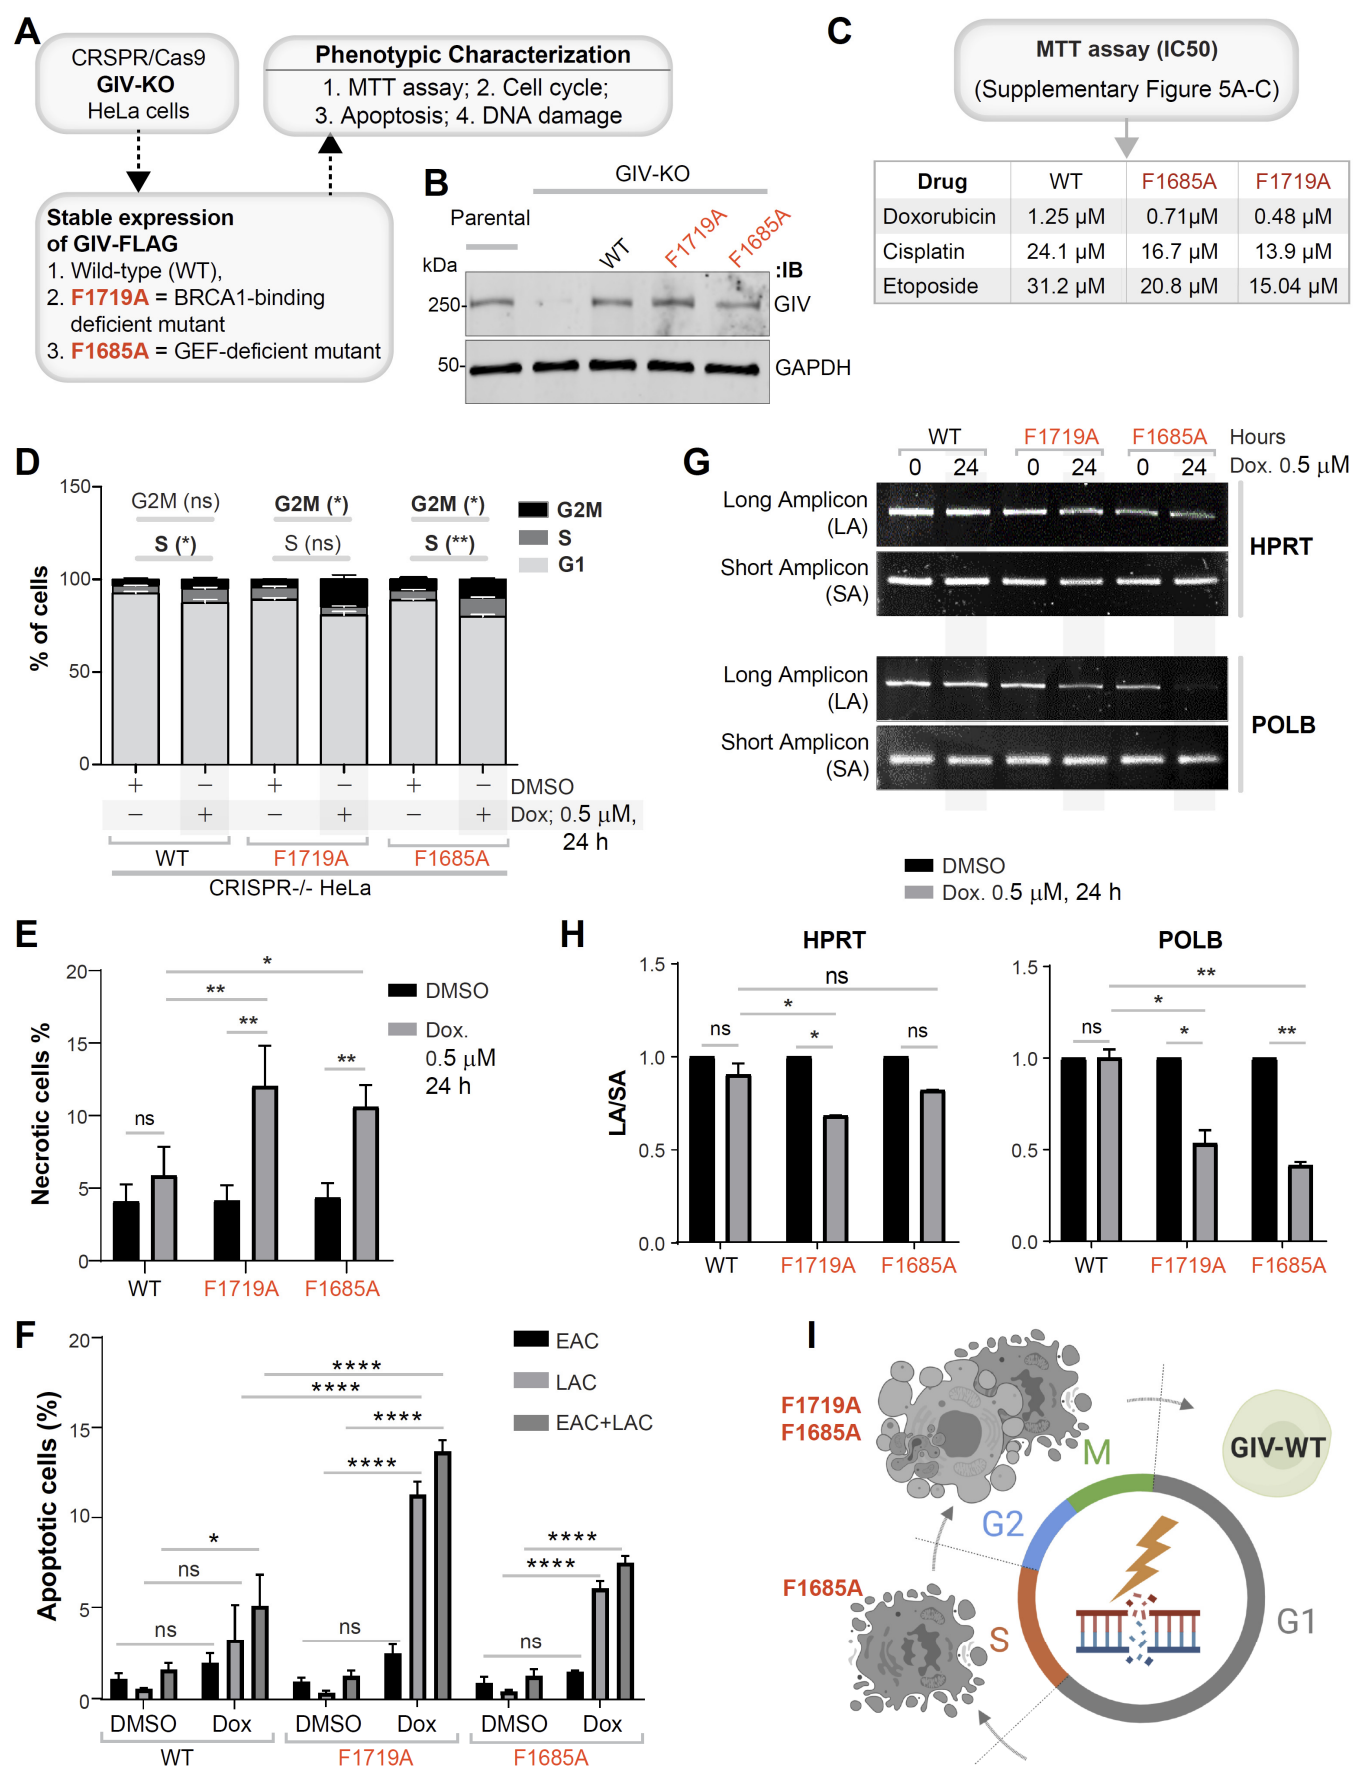 A
CRSPR/Cas9
GIV-KO
HeLa cells
Phenotypic Characterization
1. MTT assay; 2. Cell cycle;
3. Apoptosis; 4. DNA damage
Stable expression
of GIV-FLAG
1. Wild-type (WT),
2. F1719A = BRCA1-binding
deficient mutant
3. F1685A = GEF-deficient mutant
B
GIV-KO
Parental
WT
F1719A
F1685A
kDa
:IB
250-
GIV
50-
GAPDH
C
MTT assay (IC50)
(Supplementary Figure 5A-C)
Drug WT F1685A F1719A
Doxorubicin 1.25 µM 0.71µM 0.48 µM
Cisplatin 24.1 µM 16.7 µM 13.9 µM
Etoposide 31.2 µM 20.8 µM 15.04 µM
D
% of cells
150
100
50
0
G2M (ns) G2M (*) G2M (*)
S (*) S (ns) S (**)
G2M
S
G1
+ − + − + − DMSO
− + − + − + Dox; 0.5 µM,
24 h
WT F1719A F1685A
CRISPR-/- HeLa
G
WT F1719A F1685A Hours
0 24 0 24 0 24 Dox. 0.5 µM
Long Amplicon
(LA)
Short Amplicon
(SA)
HPRT
Long Amplicon
(LA)
Short Amplicon
(SA)
POLB
E
Necrotic cells %
20
15
10
5
0
*
**
**
**
ns
DMSO
Dox.
0.5 µM
24 h
WT F1719A F1685A
DMSO
Dox. 0.5 µM, 24 h
H
HPRT
LA/SA
1.5
1.0
0.5
0.0
ns
*
ns * ns
WT F1719A F1685A
POLB
1.5
1.0
0.5
0.0
**
*
ns * **
WT F1719A F1685A
F
Apoptotic cells (%)
20
15
10
5
0
EAC
LAC
EAC+LAC
****
****
****
****
*
ns
ns
ns
****
****
ns
DMSO Dox DMSO Dox DMSO Dox
WT F1719A F1685A
I
F1719A
F1685A
M
GIV-WT
G2
F1685A
S
G1